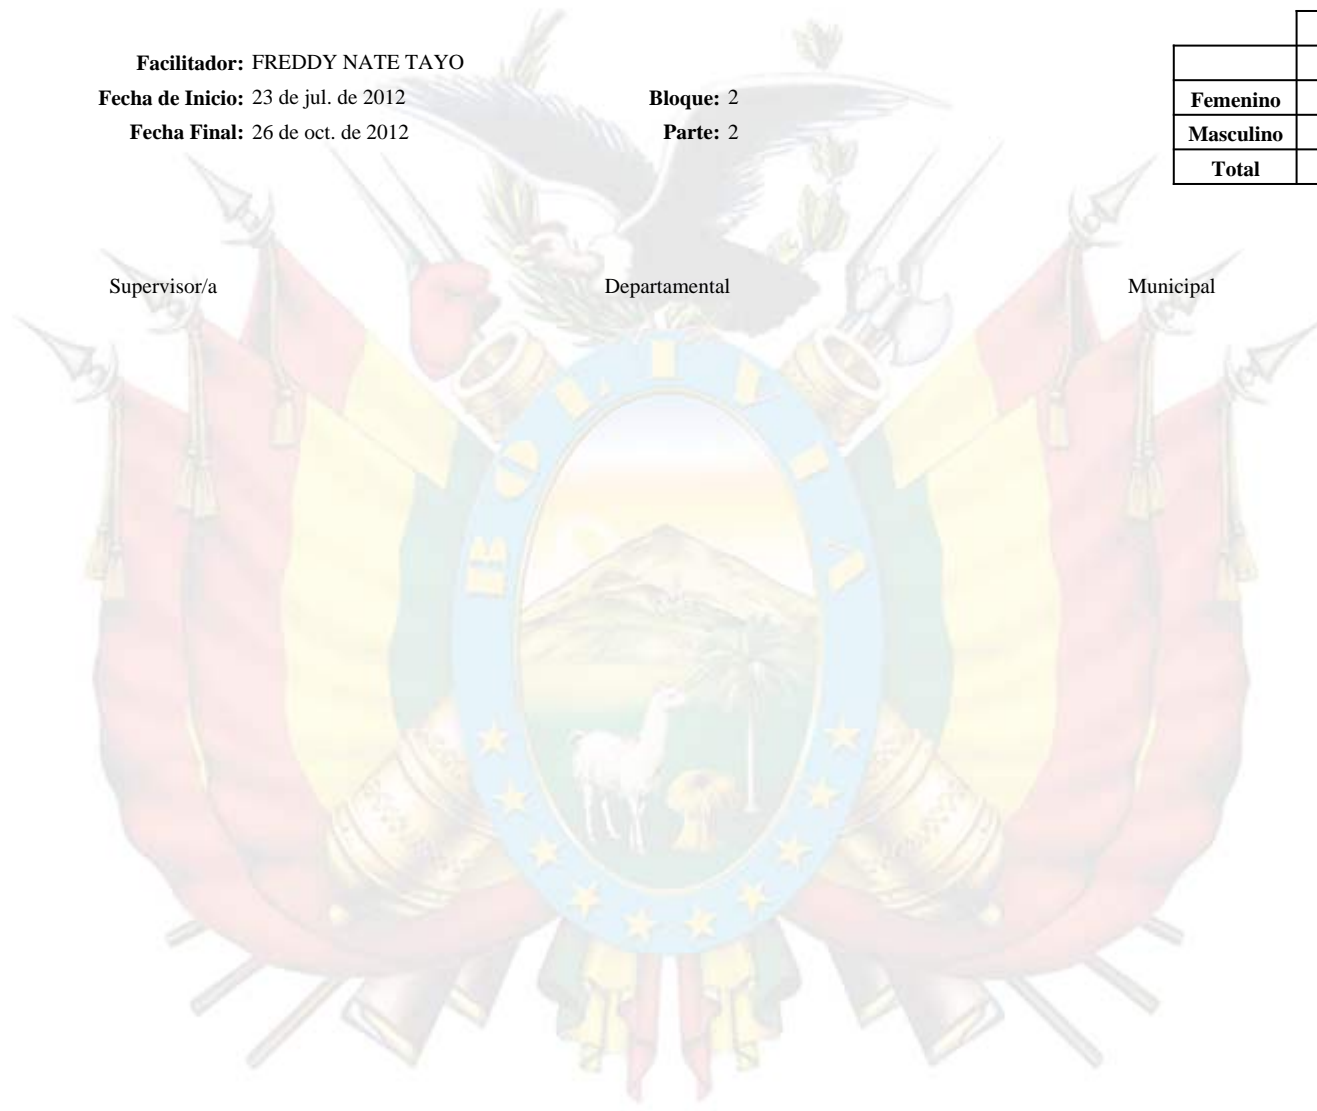 Facilitador: FREDDY NATE TAYO
Fecha de Inicio: 23 de jul. de 2012 Bloque: 2
Fecha Final: 26 de oct. de 2012 Parte: 2
Femenino
Masculino
Total
Supervisor/a Departamental Municipal
BOLIVIA